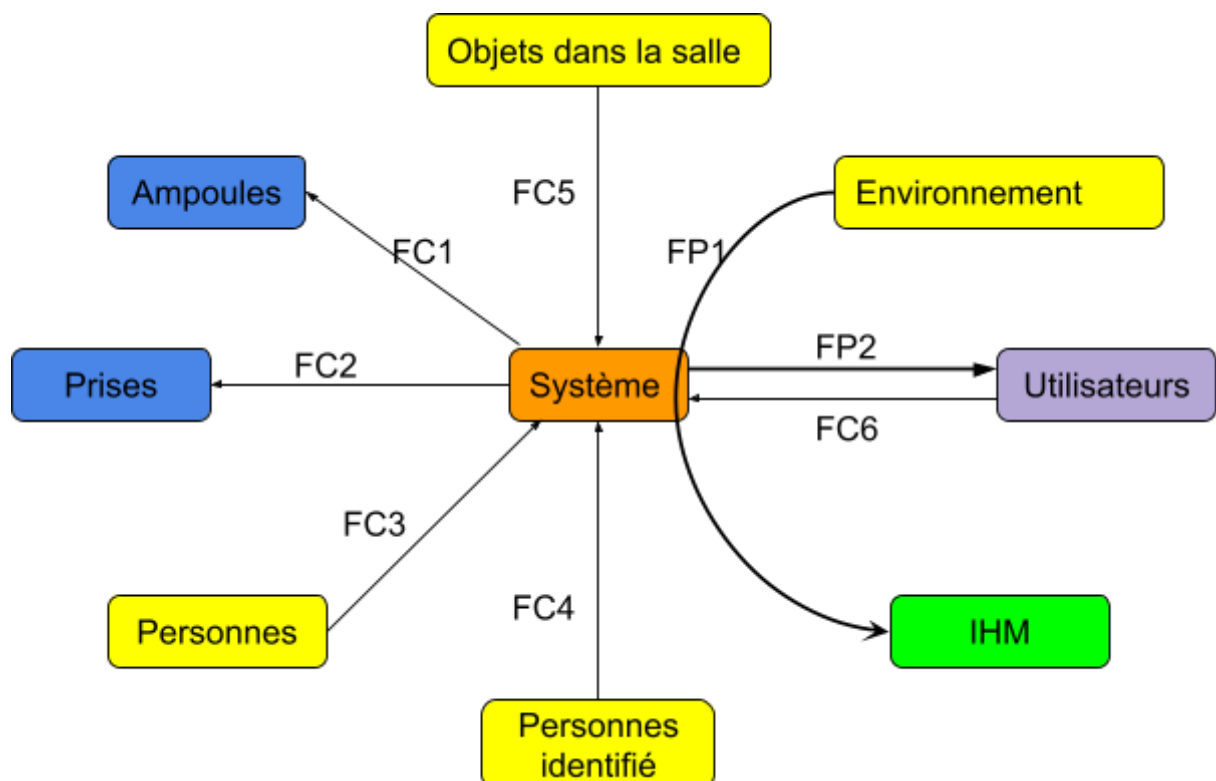 Objets dans la salle
Ampoules
FC5
Environnement
FC1
FP1
Prises
FC2
Système
FP2
Utilisateurs
FC6
FC3
FC4
Personnes
IHM
Personnes
identifié